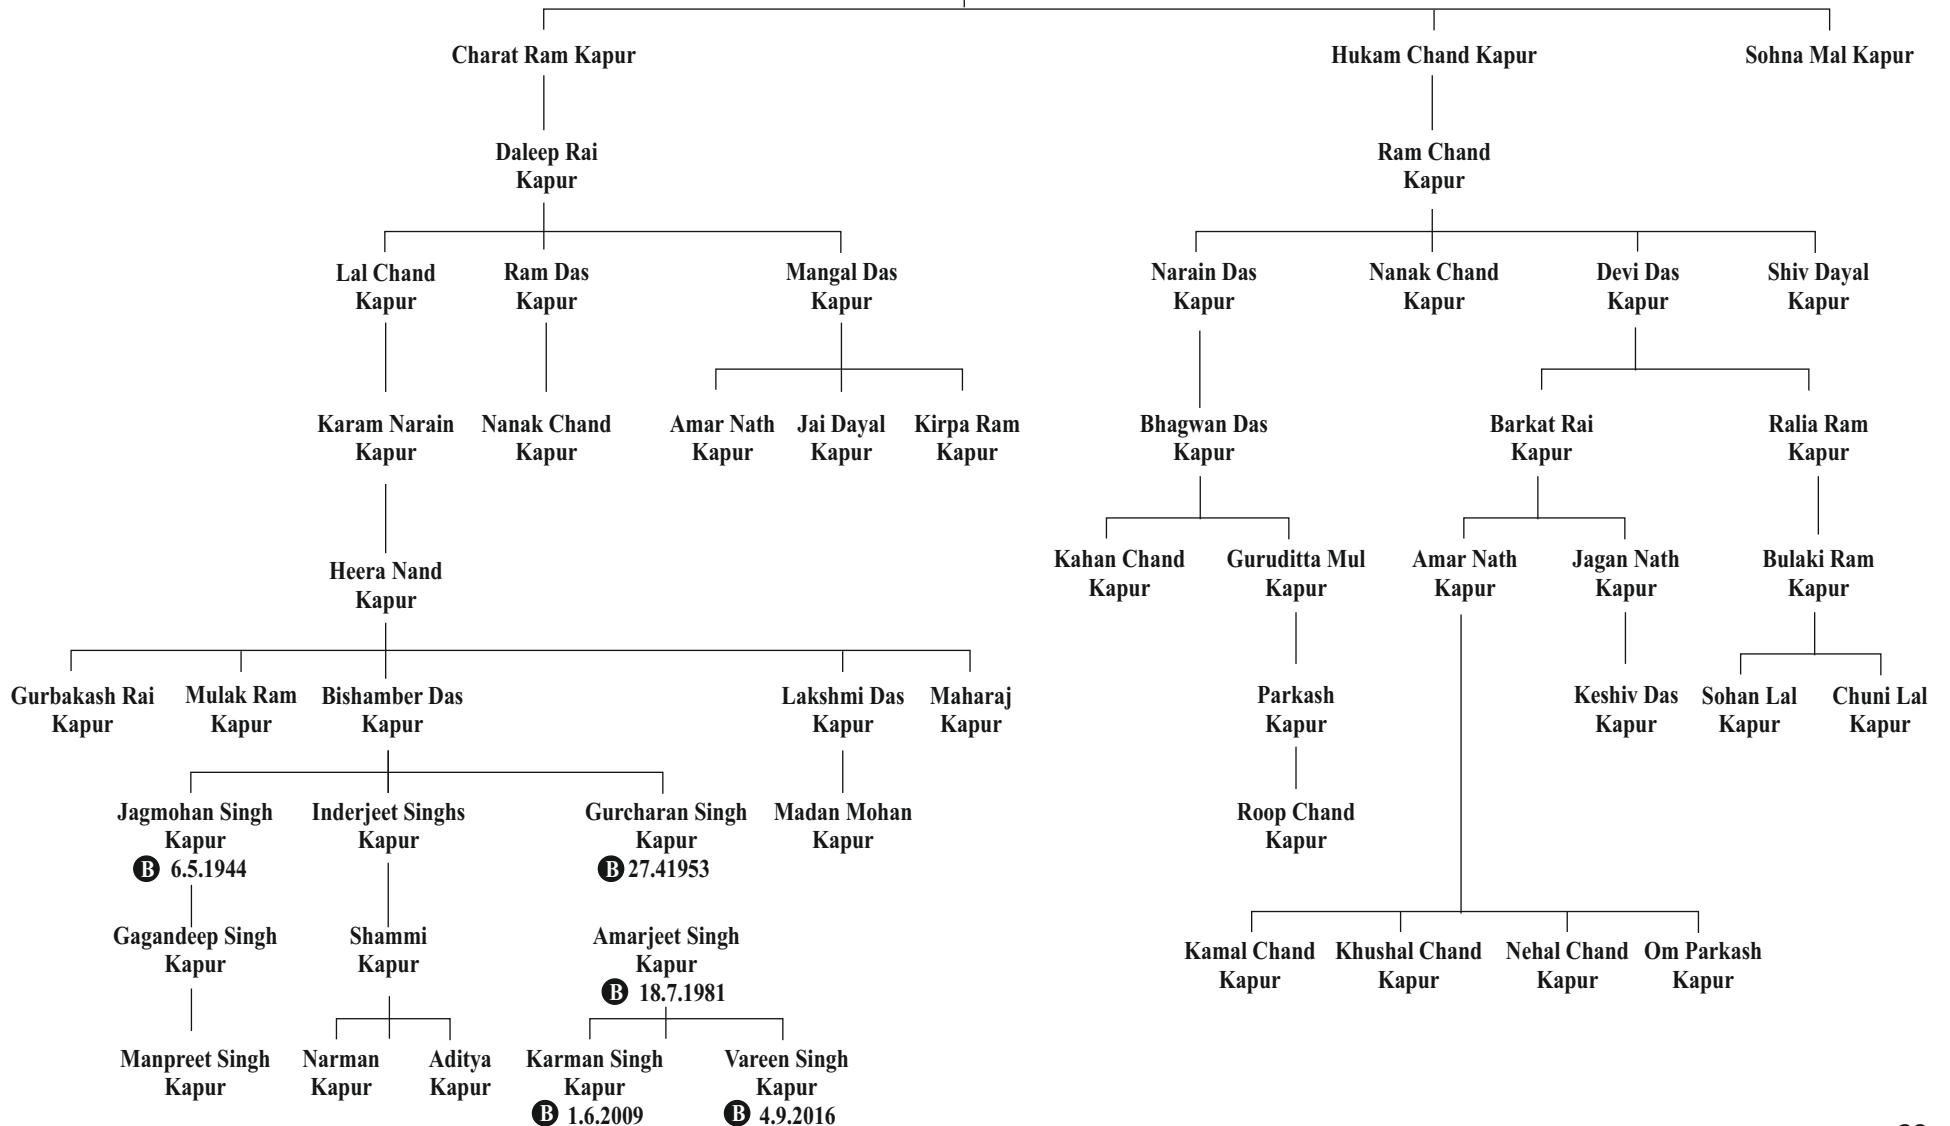 Charat Ram Kapur
Hukam Chand Kapur
Sohna Mal Kapur
Daleep Rai
Kapur
Ram Chand
Kapur
Lal Chand
Kapur
Ram Das
Kapur
Mangal Das
Kapur
Narain Das
Kapur
Nanak Chand
Kapur
Devi Das
Kapur
Shiv Dayal
Kapur
Karam Narain
Kapur
Nanak Chand
Kapur
Amar Nath
Kapur
Jai Dayal
Kapur
Kirpa Ram
Kapur
Bhagwan Das
Kapur
Barkat Rai
Kapur
Ralia Ram
Kapur
Heera Nand
Kapur
Kahan Chand
Kapur
Guruditta Mul
Kapur
Amar Nath
Kapur
Jagan Nath
Kapur
Bulaki Ram
Kapur
Gurbakash Rai
Kapur
Mulak Ram
Kapur
Bishamber Das
Kapur
Lakshmi Das
Kapur
Maharaj
Kapur
Parkash
Kapur
Keshiv Das
Kapur
Sohan Lal
Kapur
Chuni Lal
Kapur
Jagmohan Singh
Kapur
B 6.5.1944
Inderjeet Singhs
Kapur
Gurcharan Singh
Kapur
B 27.41953
Madan Mohan
Kapur
Roop Chand
Kapur
Gagandeep Singh
Kapur
Shammi
Kapur
Amarjeet Singh
Kapur
B 18.7.1981
Kamal Chand
Kapur
Khushal Chand
Kapur
Nehal Chand
Kapur
Om Parkash
Kapur
Manpreet Singh
Kapur
Narman
Kapur
Aditya
Kapur
Karman Singh
Kapur
B 1.6.2009
Vareen Singh
Kapur
B 4.9.2016